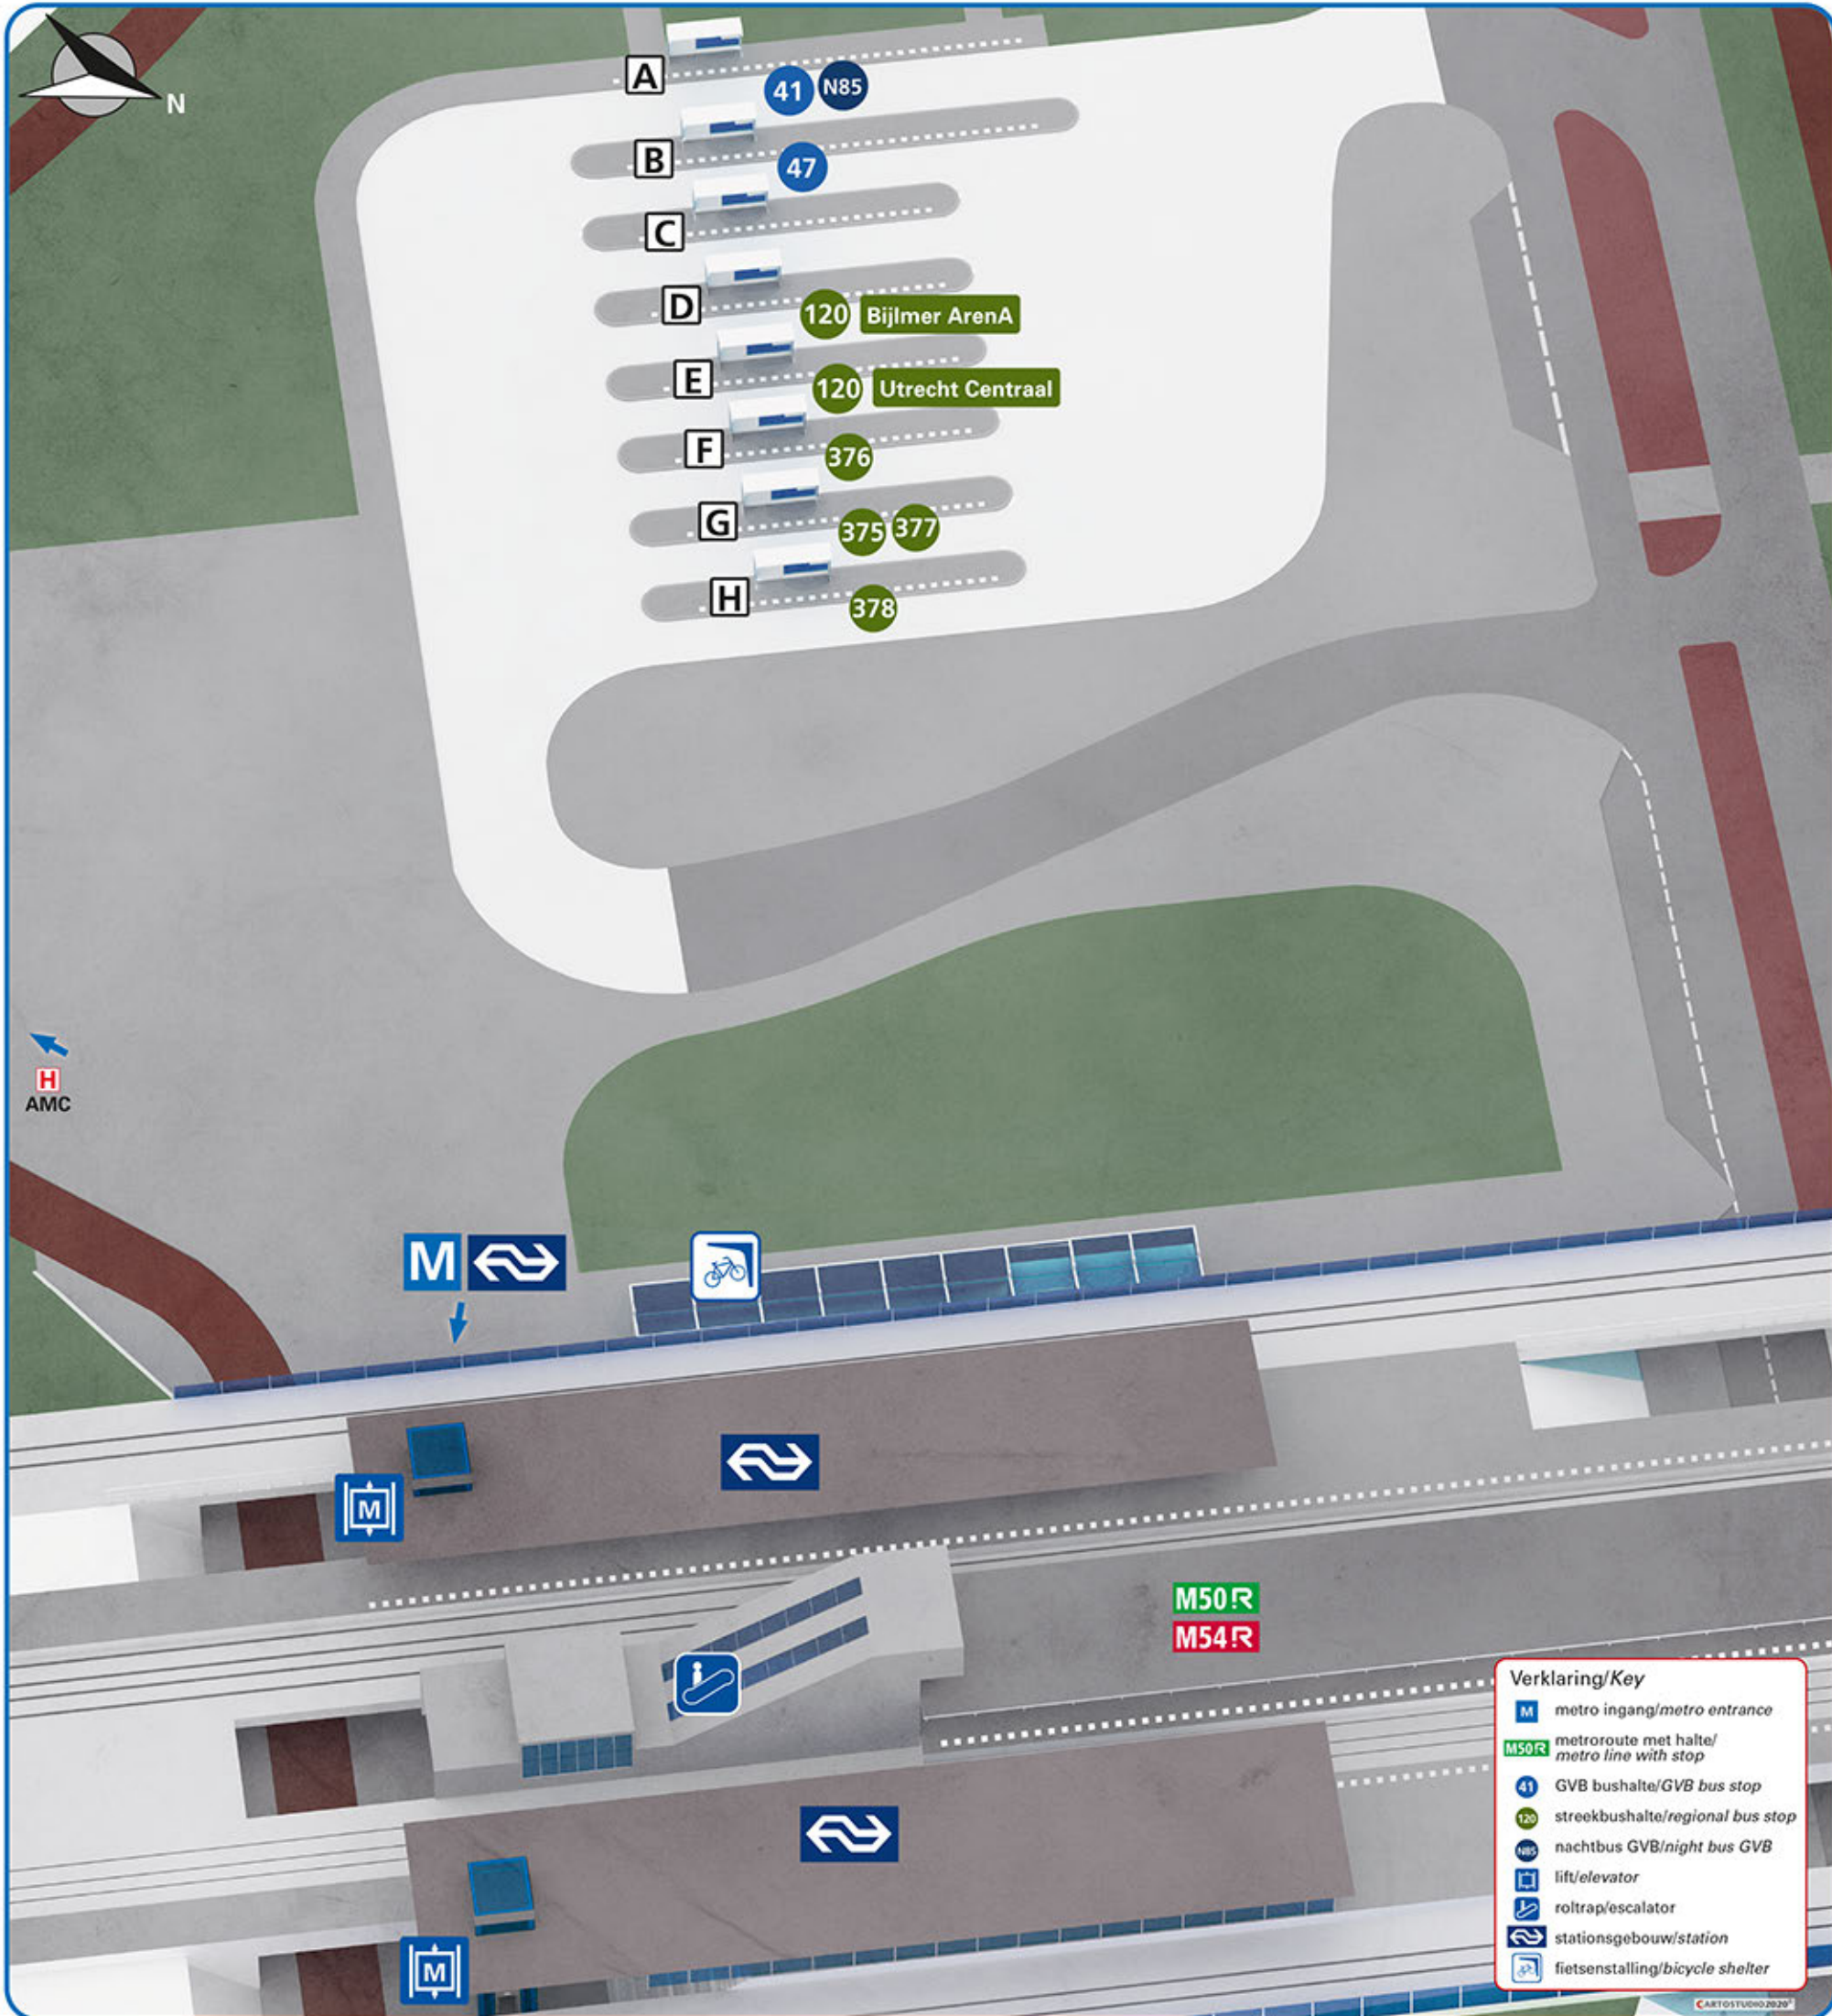 N
A
41 N85
B
47
C
D
120 Bijlmer ArenA
E
120 Utrecht Centraal
F
376
G
375 377
H
378
H
AMC
M
M
M50
M54
M
Verklaring/Key
M metro ingang/metro entrance
M50 metroroute met halte/
metro line with stop
41 GVB bushalte/GVB bus stop
120 streekbushalte/regional bus stop
N85 nachtbus GVB/night bus GVB
lift/elevator
roltrap/escalator
stationsgebouw/station
fietsenstalling/bicycle shelter
CARTOSTUDIO2020